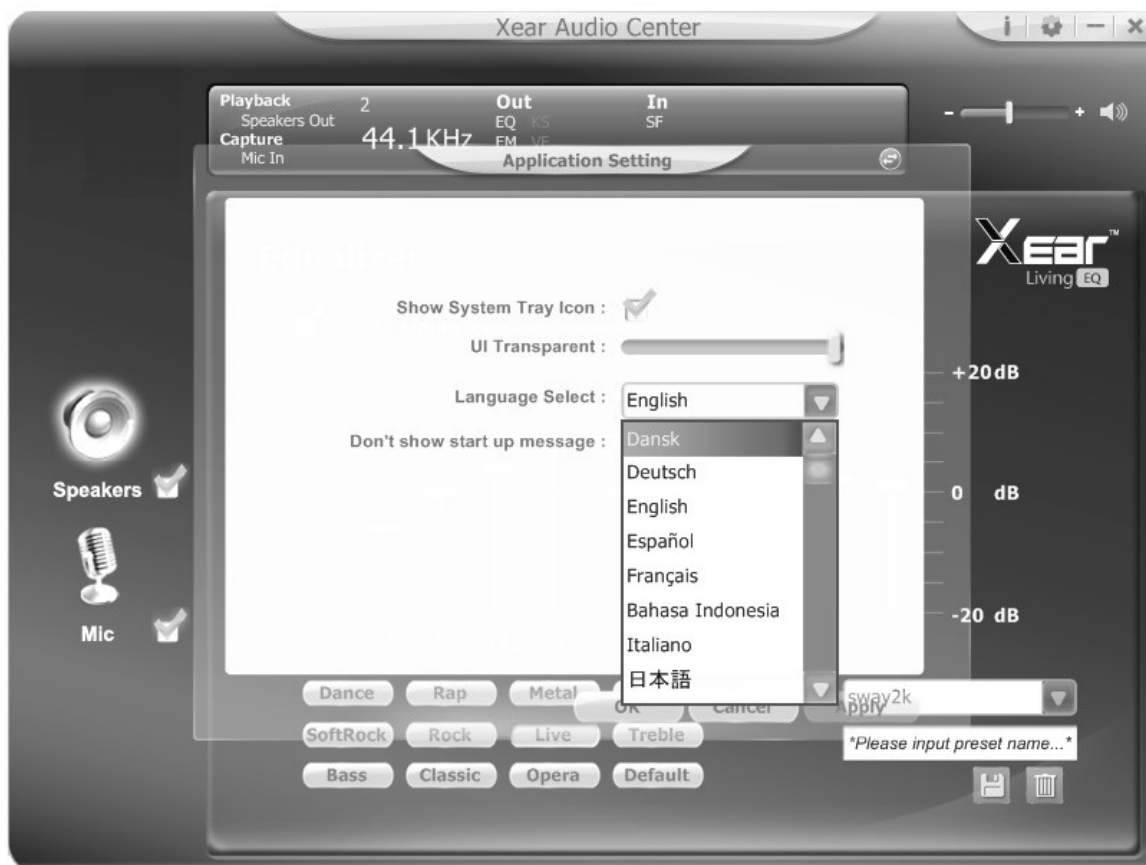 Xear Audio Center
i
Playback 2 Out In
Speakers Out EQ KS SF
Capture 44.1KHz EM VE
Mic In
Application Setting
Xear™
Living EQ
Equalizer
Show System Tray Icon :
UI Transparent :
+20dB
Language Select : English
Don't show start up message : Dansk
Deutsch
Speakers
0 dB
English
Español
Français
Bahasa Indonesia
-20 dB
Mic
Italiano
日本語
Dance Rap Metal
OK Cancel Apply
sway2k
SoftRock Rock Live Treble
*Please input preset name...*
Bass Classic Opera Default